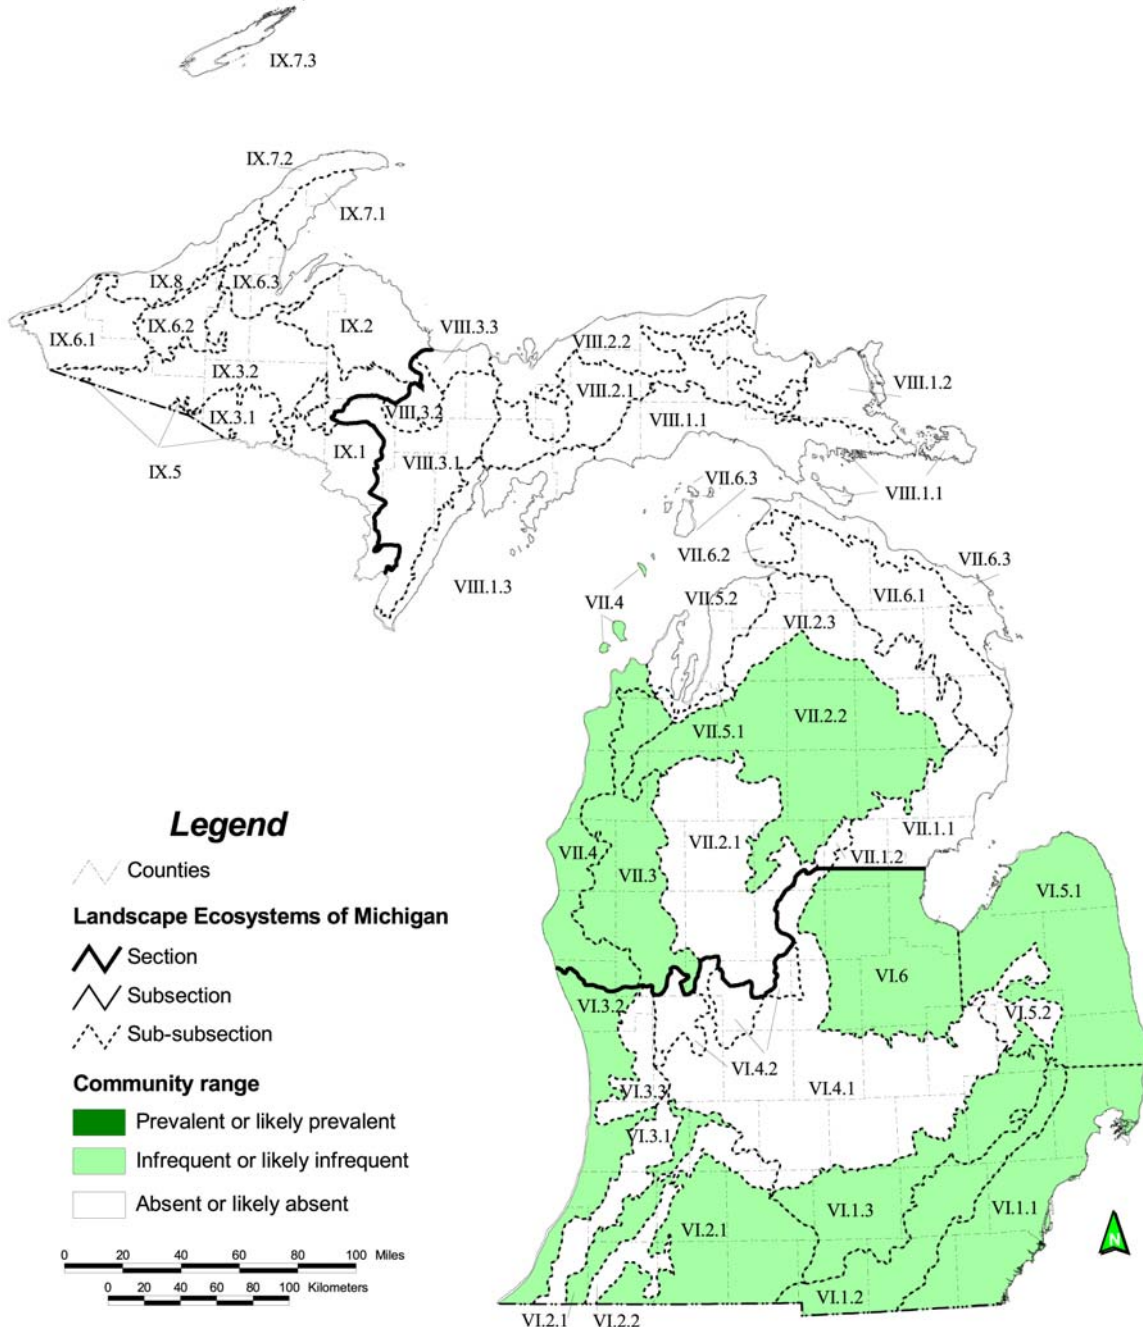 IX.7.3
IX.7.2
IX.7.1
IX.8
IX.6.3
IX.6.1
IX.6.2
IX.2
VIII.3.3
IX.3.2
VIII.2.2
VIII.2.1
VIII.1.2
IX.3.1
VIII.3.2
VIII.1.1
IX.5
IX.1
VIII.3.1
VIII.1.1
VII.6.3
VII.6.2
VII.6.3
VIII.1.3
VII.4
VII.5.2
VII.6.1
VII.2.3
VII.5.1
VII.2.2
VII.4
VII.3
VII.2.1
VII.1.1
VII.1.2
VI.5.1
VI.6
VI.3.2
VI.5.2
VI.4.2
VI.4.1
VI.3.3
VI.3.1
VI.2.1
VI.1.3
VI.1.1
VI.1.2
VI.2.1
VI.2.2
Legend
Counties
Landscape Ecosystems of Michigan
Section
Subsection
Sub-subsection
Community range
Prevalent or likely prevalent
Infrequent or likely infrequent
Absent or likely absent
0 20 40 60 80 100 Miles
0 20 40 60 80 100 Kilometers
N